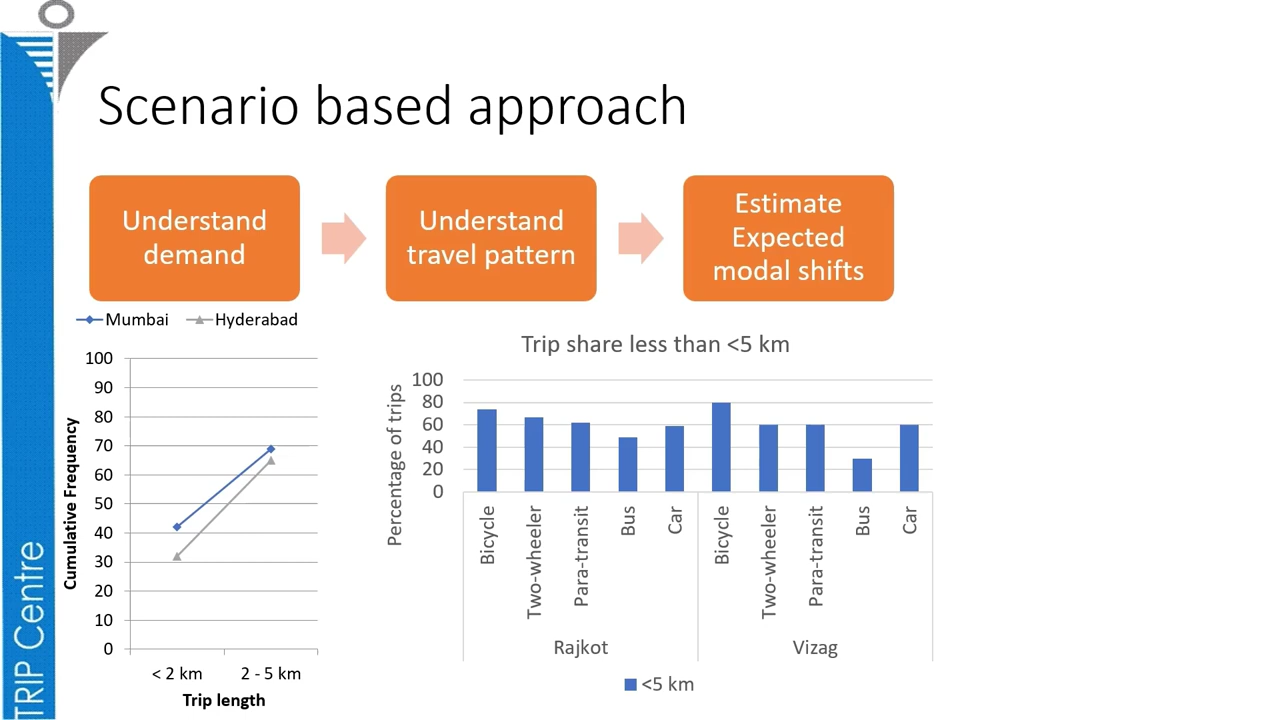 Scenario based approach
Understand
demand
Understand
travel pattern
Estimate
Expected
modal shifts
Mumbai
Hyderabad
100
90
80
70
60
50
40
30
20
10
0
Cumulative Frequency
< 2 km
2 - 5 km
Trip length
Trip share less than <5 km
Percentage of trips
100
80
60
40
20
0
Bicycle
Two-wheeler
Para-transit
Bus
Car
Bicycle
Two-wheeler
Para-transit
Bus
Car
Rajkot
Vizag
<5 km
TRIP Centre